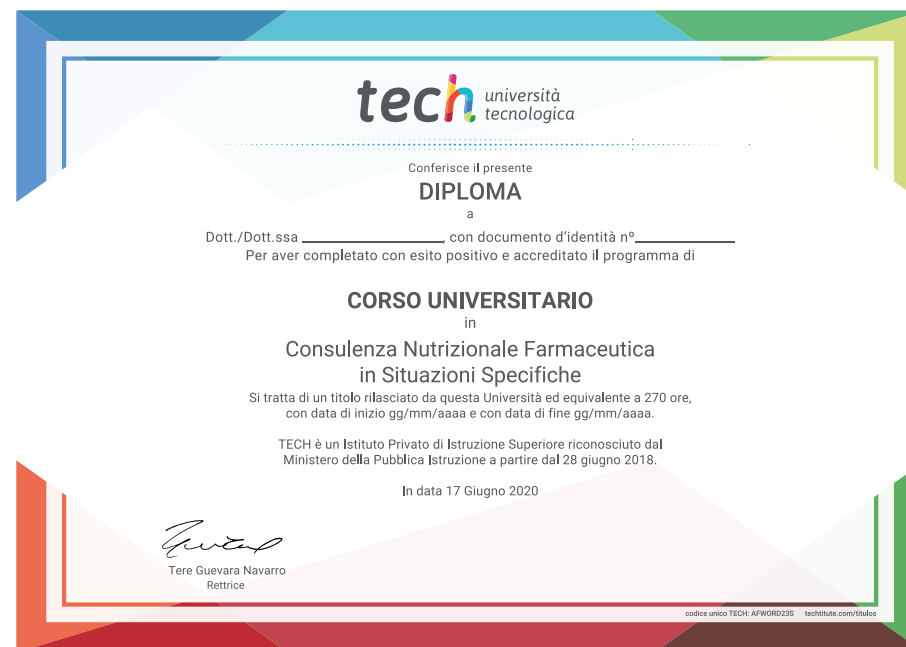 tech università
tecnologica
Conferisce il presente
DIPLOMA
a
Dott./Dott.ssa ____________________, con documento d'identità nº______________
Per aver completato con esito positivo e accreditato il programma di
CORSO UNIVERSITARIO
in
Consulenza Nutrizionale Farmaceutica
in Situazioni Specifiche
Si tratta di un titolo rilasciato da questa Università ed equivalente a 270 ore,
con data di inizio gg/mm/aaaa e con data di fine gg/mm/aaaa.
TECH è un Istituto Privato di Istruzione Superiore riconosciuto dal
Ministero della Pubblica Istruzione a partire dal 28 giugno 2018.
In data 17 Giugno 2020
Tere Guevara Navarro
Rettrice
codice unico TECH: AFWORD23S techtitute.com/titulos